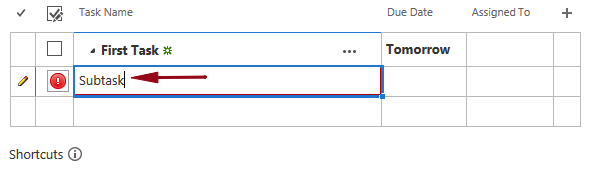 Task Name Due Date Assigned To
First Task Tomorrow
Subtask
Shortcuts